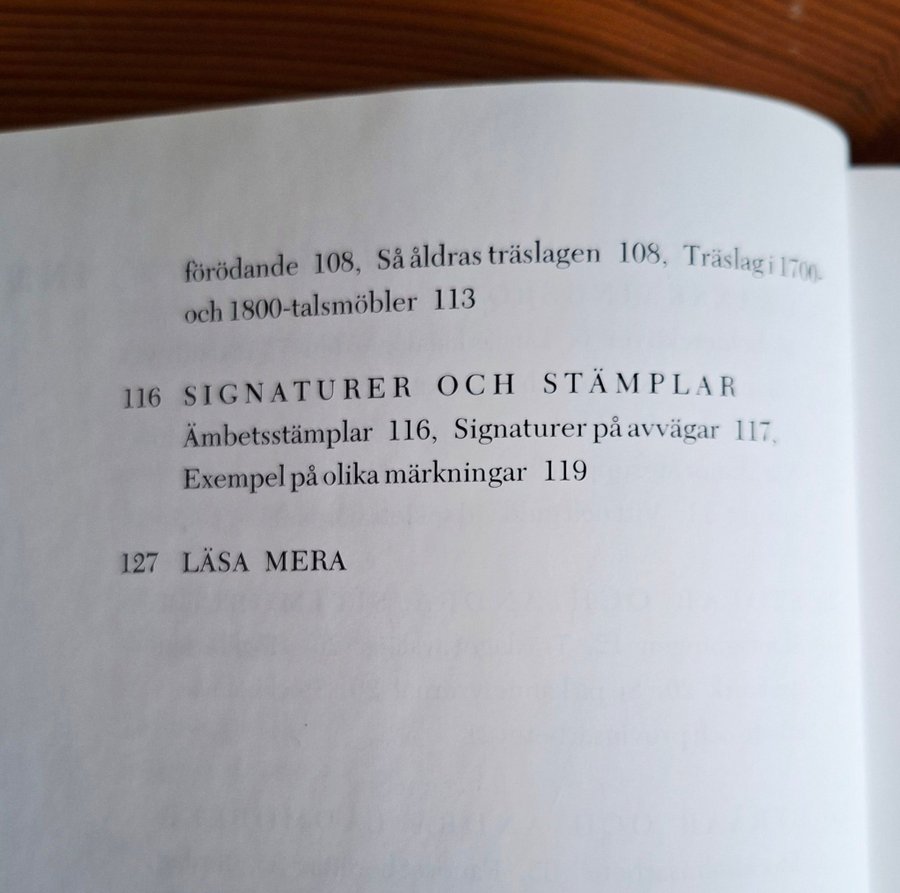 förödande 108, Så åldras träslagen 108, Träslag i 1700-
och 1800-talsmöbler 113
116 SIGNATURER OCH STÄMPLAR
Ämbetsstämplar 116, Signaturer på avvägar 117,
Exempel på olika märkningar 119
127 LÄSA MERA